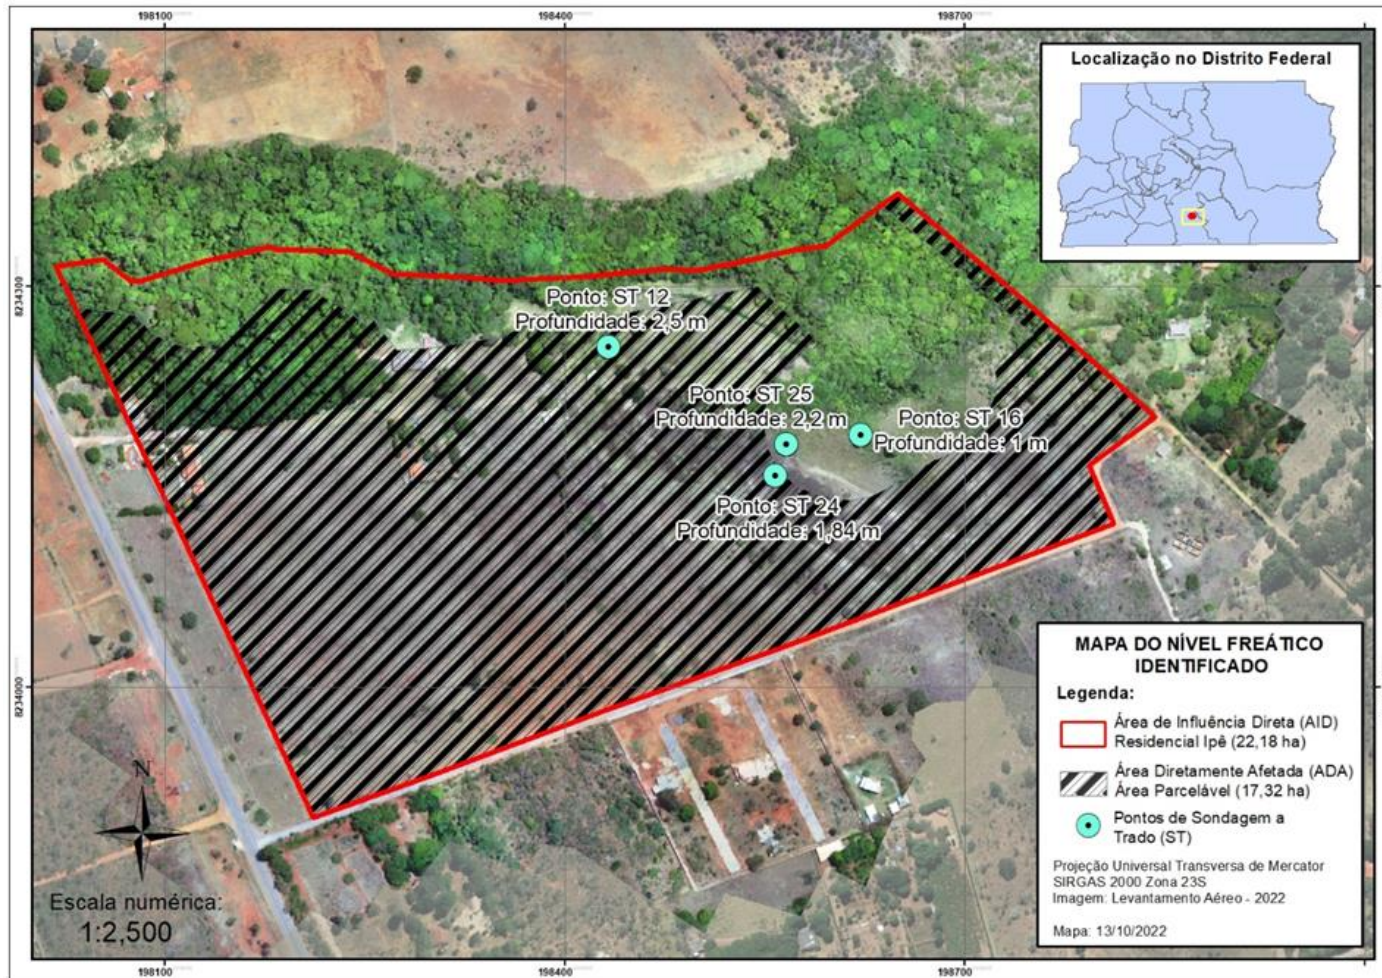 198100
198400
198700
Localização no Distrito Federal
8234300
Ponto: ST 12
Profundidade: 2,5 m
Ponto: ST 25
Profundidade: 2,2 m
Ponto: ST 16
Profundidade: 1 m
Ponto: ST 24
Profundidade: 1,84 m
8234000
MAPA DO NÍVEL FREÁTICO
IDENTIFICADO
Legenda:
Área de Influência Direta (AID)
Residencial Ipê (22,18 ha)
Área Diretamente Afetada (ADA)
Área Parcelável (17,32 ha)
Pontos de Sondagem a
Trado (ST)
Projeção Universal Transversa de Mercator
SIRGAS 2000 Zona 23S
Imagem: Levantamento Aéreo - 2022
Mapa: 13/10/2022
N
Escala numérica:
1:2,500
198100
198400
198700